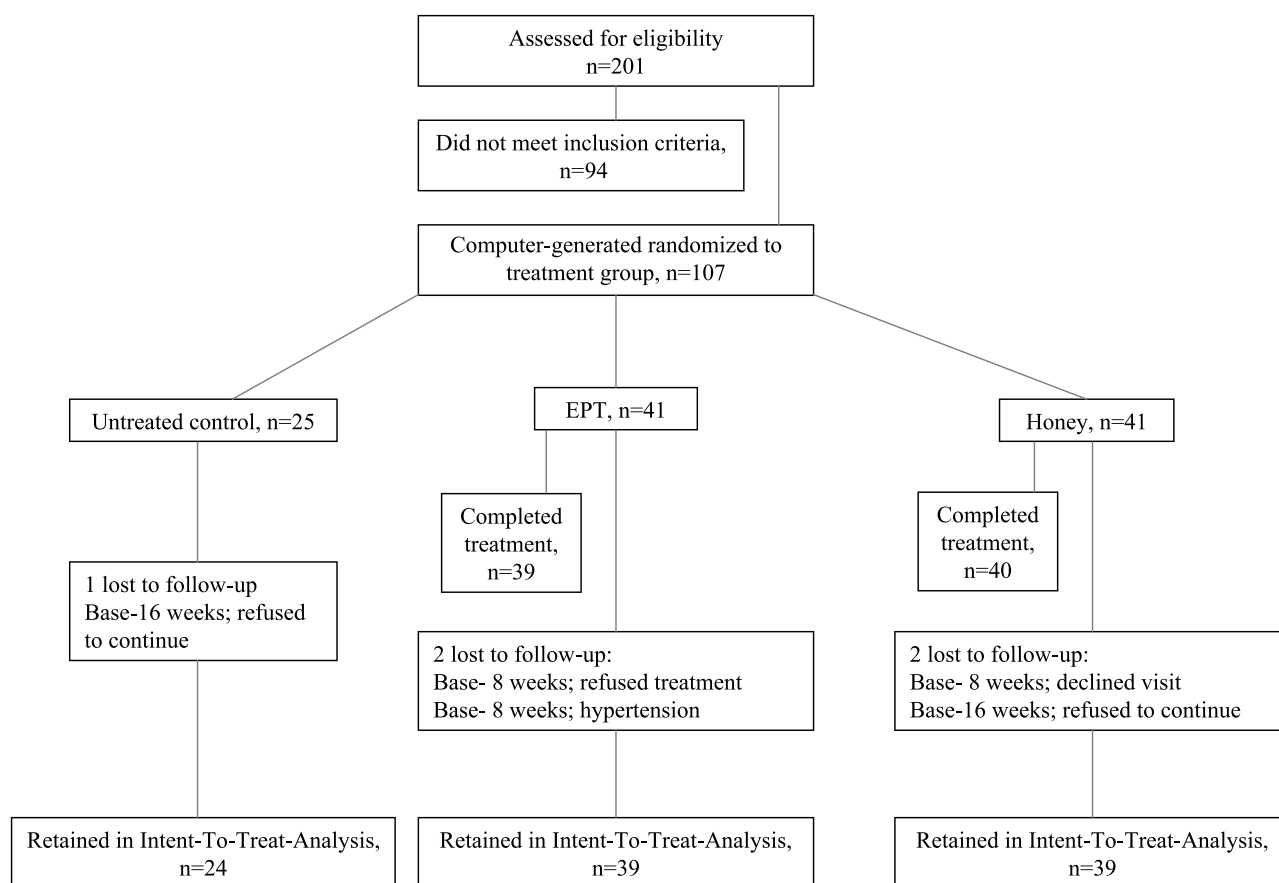 Assessed for eligibility
n=201
Did not meet inclusion criteria,
n=94
Computer-generated randomized to
treatment group, n=107
Untreated control, n=25
EPT, n=41
Honey, n=41
Completed
treatment,
n=39
Completed
treatment,
n=40
1 lost to follow-up
Base-16 weeks; refused
to continue
2 lost to follow-up:
Base- 8 weeks; refused treatment
Base- 8 weeks; hypertension
2 lost to follow-up:
Base- 8 weeks; declined visit
Base-16 weeks; refused to continue
Retained in Intent-To-Treat-Analysis,
n=24
Retained in Intent-To-Treat-Analysis,
n=39
Retained in Intent-To-Treat-Analysis,
n=39